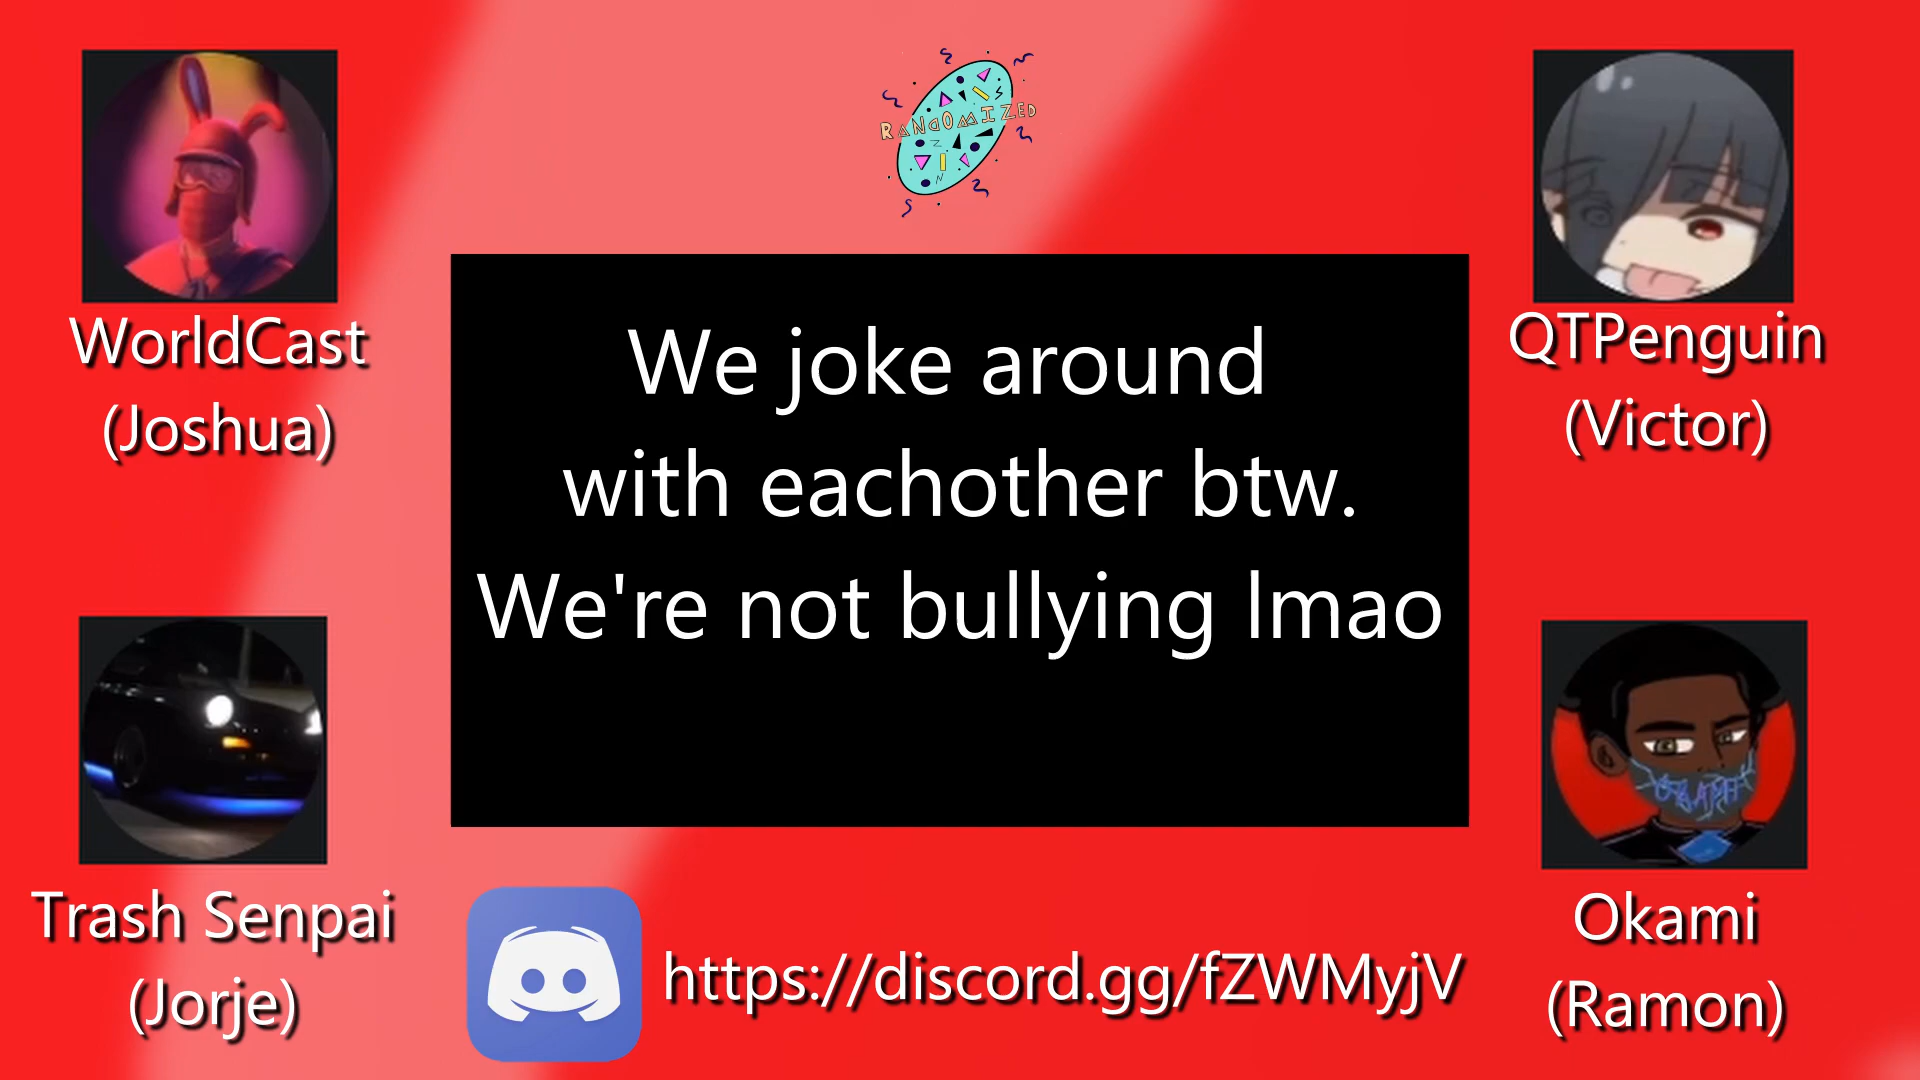 RANdOMIZED
WorldCast
(Joshua)
QTPenguin
(Victor)
We joke around
with eachother btw.
We're not bullying lmao
Trash Senpai
(Jorje)
Okami
(Ramon)
https://discord.gg/fZWMyjV